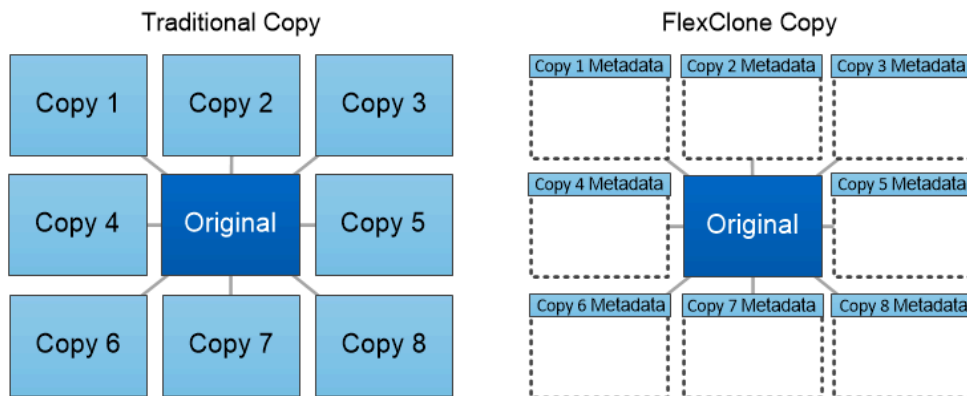 Traditional Copy
FlexClone Copy
Copy 1
Copy 2
Copy 3
Copy 4
Original
Copy 5
Copy 6
Copy 7
Copy 8
Copy 1 Metadata
Copy 2 Metadata
Copy 3 Metadata
Copy 4 Metadata
Original
Copy 5 Metadata
Copy 6 Metadata
Copy 7 Metadata
Copy 8 Metadata